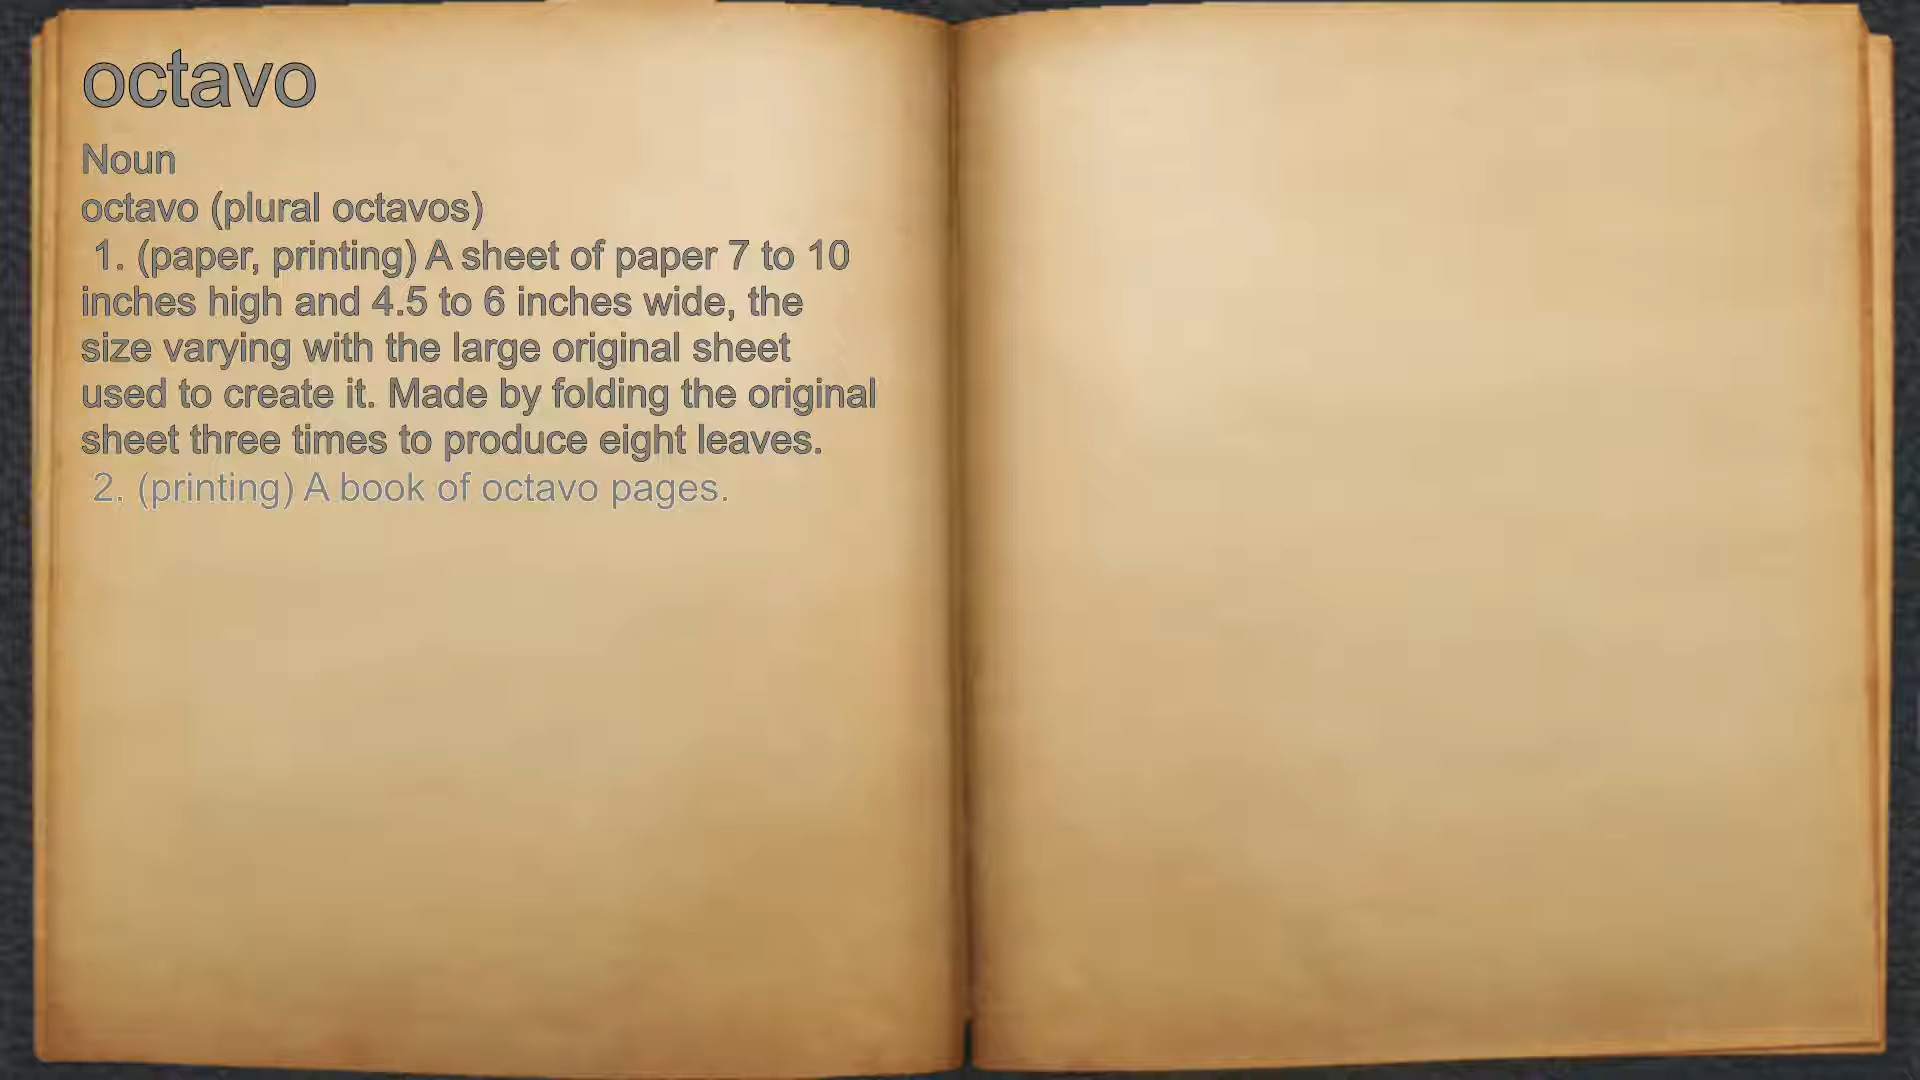 octavo
Noun
octavo (plural octavos)
1. (paper, printing) A sheet of paper 7 to 10
inches high and 4.5 to 6 inches wide, the
size varying with the large original sheet
used to create it. Made by folding the original
sheet three times to produce eight leaves.
2. (printing) A book of octavo pages.